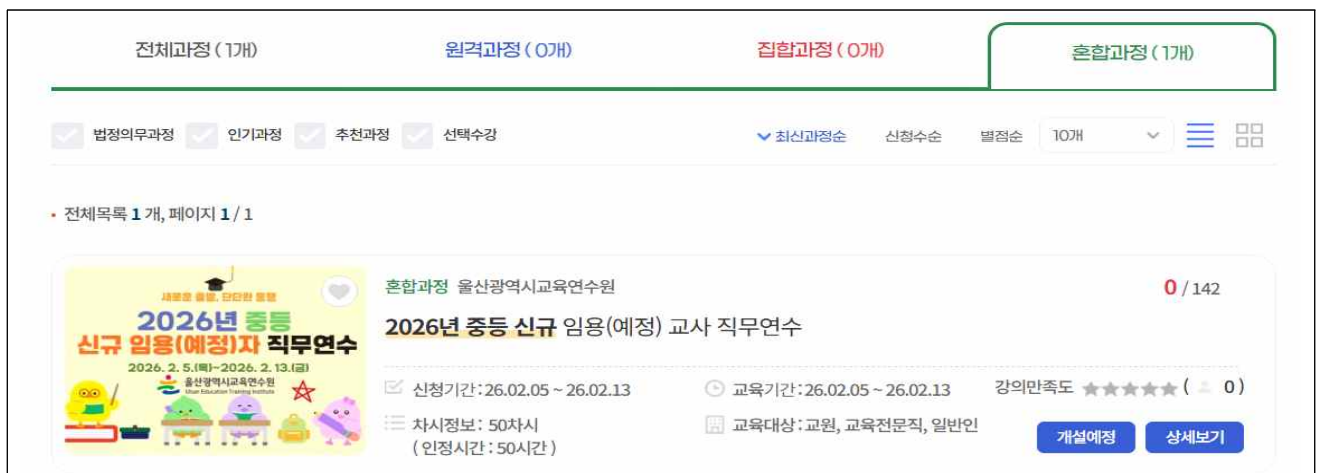 전체과정 ( 1개)
원격과정 ( 0개)
집합과정 ( 0개)
혼합과정 ( 1개)
법정의무과정
인기과정
추천과정
선택수강
최신과정순
신청수순
별점순
10개
전체목록 1 개, 페이지 1 / 1
2026년 중등
신규 임용(예정)자 직무연수
2026. 2. 5.(목)~2026. 2. 13.(금)
울산광역시교육연수원
Ulsan Education Training Institute
혼합과정 울산광역시교육연수원
0 / 142
2026년 중등 신규 임용(예정) 교사 직무연수
신청기간 : 26.02.05 ~ 26.02.13
교육기간 : 26.02.05 ~ 26.02.13
강의만족도 ★★★★★ ( 0 )
차시정보 : 50차시
( 인정시간 : 50시간 )
교육대상 : 교원, 교육전문직, 일반인
개설예정
상세보기